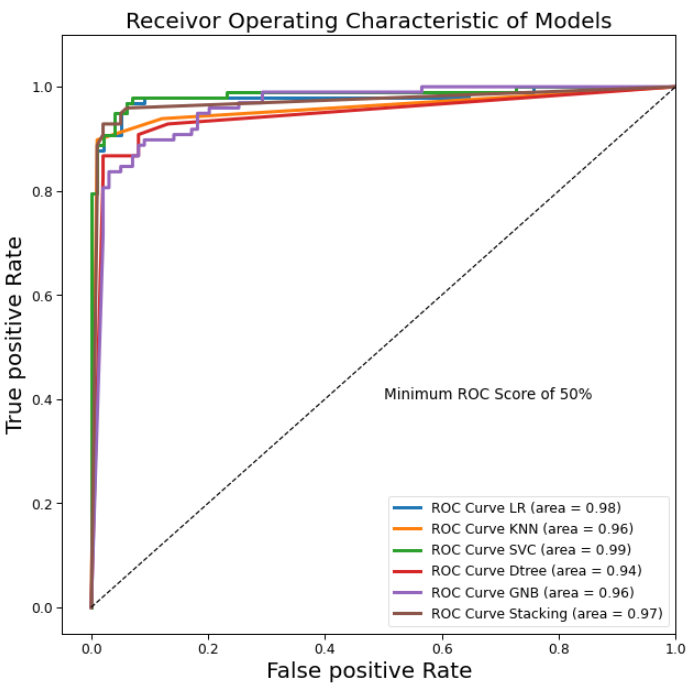 Receivor Operating Characteristic of Models
1.0
0.8
0.6
0.4
0.2
0.0
True positive Rate
Minimum ROC Score of 50%
ROC Curve LR (area = 0.98)
ROC Curve KNN (area = 0.96)
ROC Curve SVC (area = 0.99)
ROC Curve Dtree (area = 0.94)
ROC Curve GNB (area = 0.96)
ROC Curve Stacking (area = 0.97)
0.0 0.2 0.4 0.6 0.8 1.0
False positive Rate